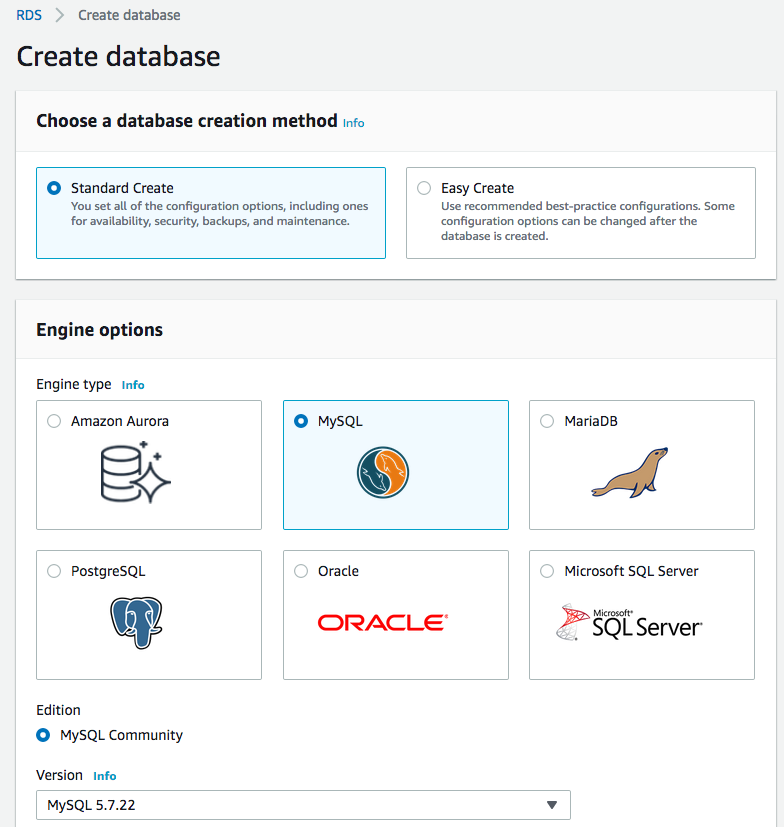 RDS > Create database
Create database
Choose a database creation method Info
Standard Create
You set all of the configuration options, including ones
for availability, security, backups, and maintenance.
Easy Create
Use recommended best-practice configurations. Some
configuration options can be changed after the
database is created.
Engine options
Engine type Info
Amazon Aurora
MySQL
MariaDB
PostgreSQL
Oracle
ORACLE®
Microsoft SQL Server
Microsoft®
SQL Server®
Edition
MySQL Community
Version Info
MySQL 5.7.22